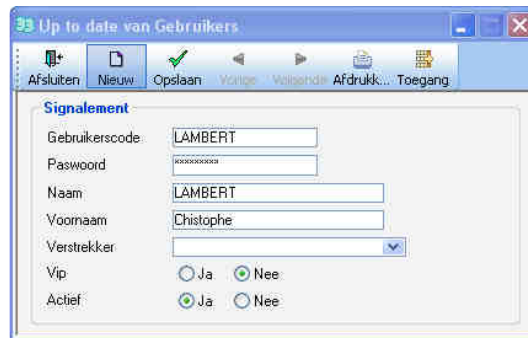 Up to date van Gebruikers
Afsluiten Nieuw Opslaan Vorige Volgende Afdrukk... Toegang
Signalement
Gebruikerscode LAMBERT
Paswoord xxxxxxxxx
Naam LAMBERT
Voornaam Chistophe
Verstrekker
Vip Ja Nee
Actief Ja Nee